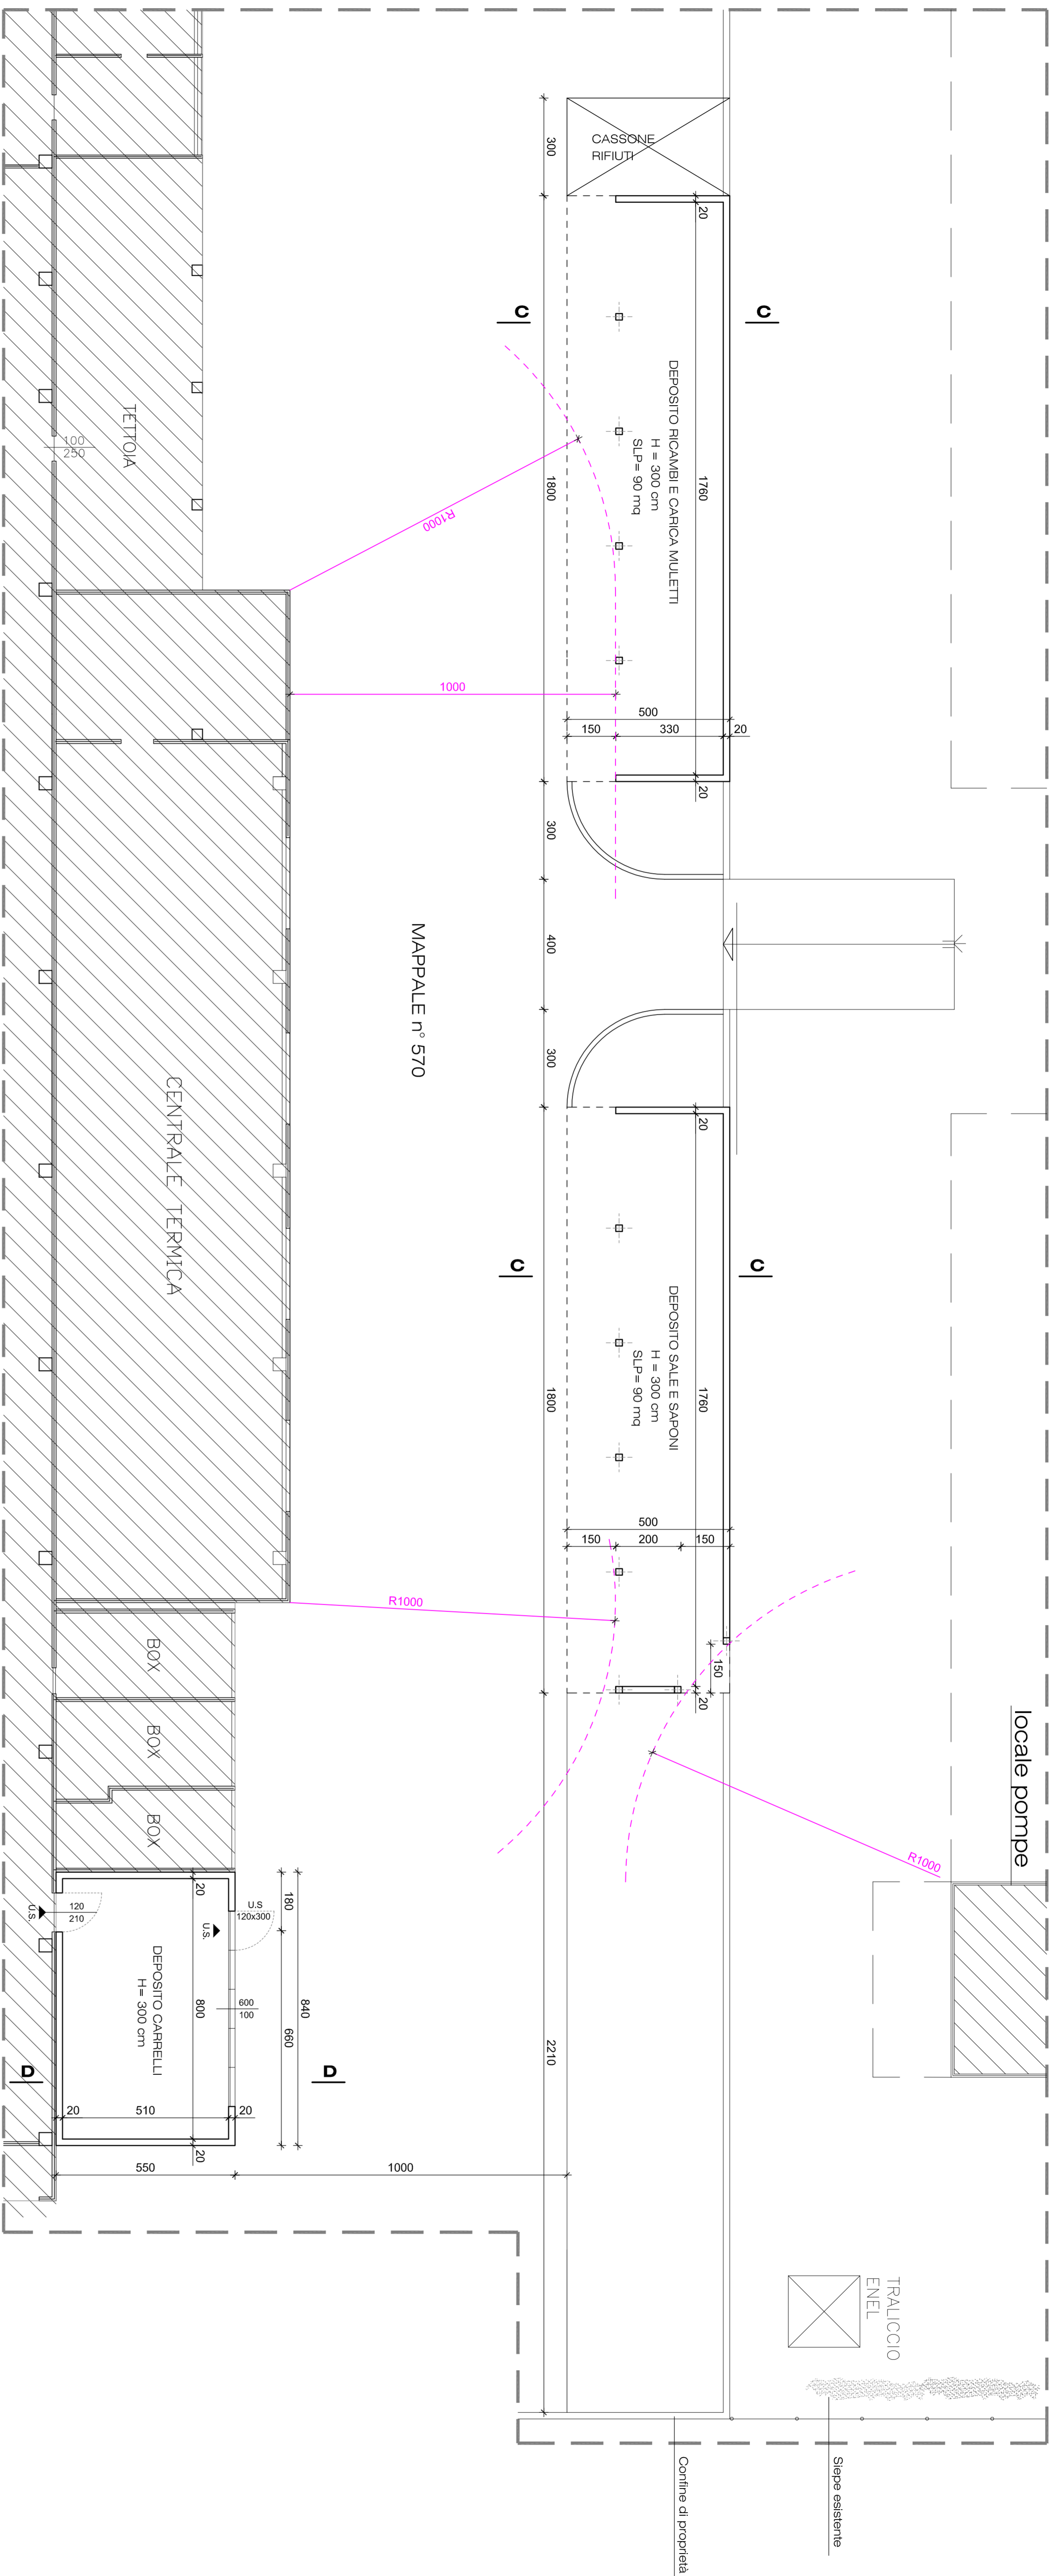 CASSONE
RIFIUTI
300
20
C
C
DEPOSITO RICAMBI E CARICA MULETTI
H = 300 cm
SLP= 90 mq
1760
1800
TETTOIA
100
250
R1000
1000
500
150
330
20
20
300
400
MAPPALE n° 570
300
CENTRALE TERMICA
20
C
C
DEPOSITO SALE E SAPONI
H = 300 cm
SLP= 90 mq
1760
1800
500
150
200
150
R1000
150
20
BOX
BOX
BOX
locale pompe
R1000
20
180
U.S
120x300
120
210
U.S.
U.S.
DEPOSITO CARRELLI
H= 300 cm
800
600
100
840
660
2210
D
D
20
510
20
20
550
1000
TRALICCIO
ENEL
Siepe esistente
Confine di proprietà